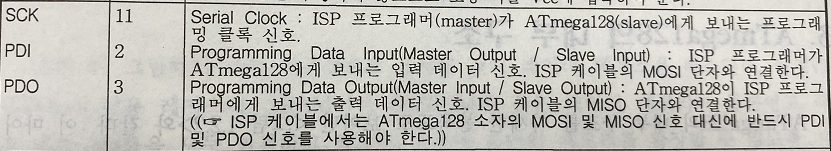 SCK 11 Serial Clock : ISP 프로그래머(master)가 ATmega128(slave)에게 보내는 프로그래
밍 클록 신호.
PDI 2 Programming Data Input(Master Output / Slave Input) : ISP 프로그래머가
ATmega128에게 보내는 입력 데이터 신호. ISP 케이블의 MOSI 단자와 연결한다.
PDO 3 Programming Data Output(Master Input / Slave Output) : ATmega128이 ISP 프로그
래머에게 보내는 출력 데이터 신호. ISP 케이블의 MISO 단자와 연결한다.
((☞ ISP 케이블에서는 ATmega128 소자의 MOSI 및 MISO 신호 대신에 반드시 PDI
및 PDO 신호를 사용해야 한다.))